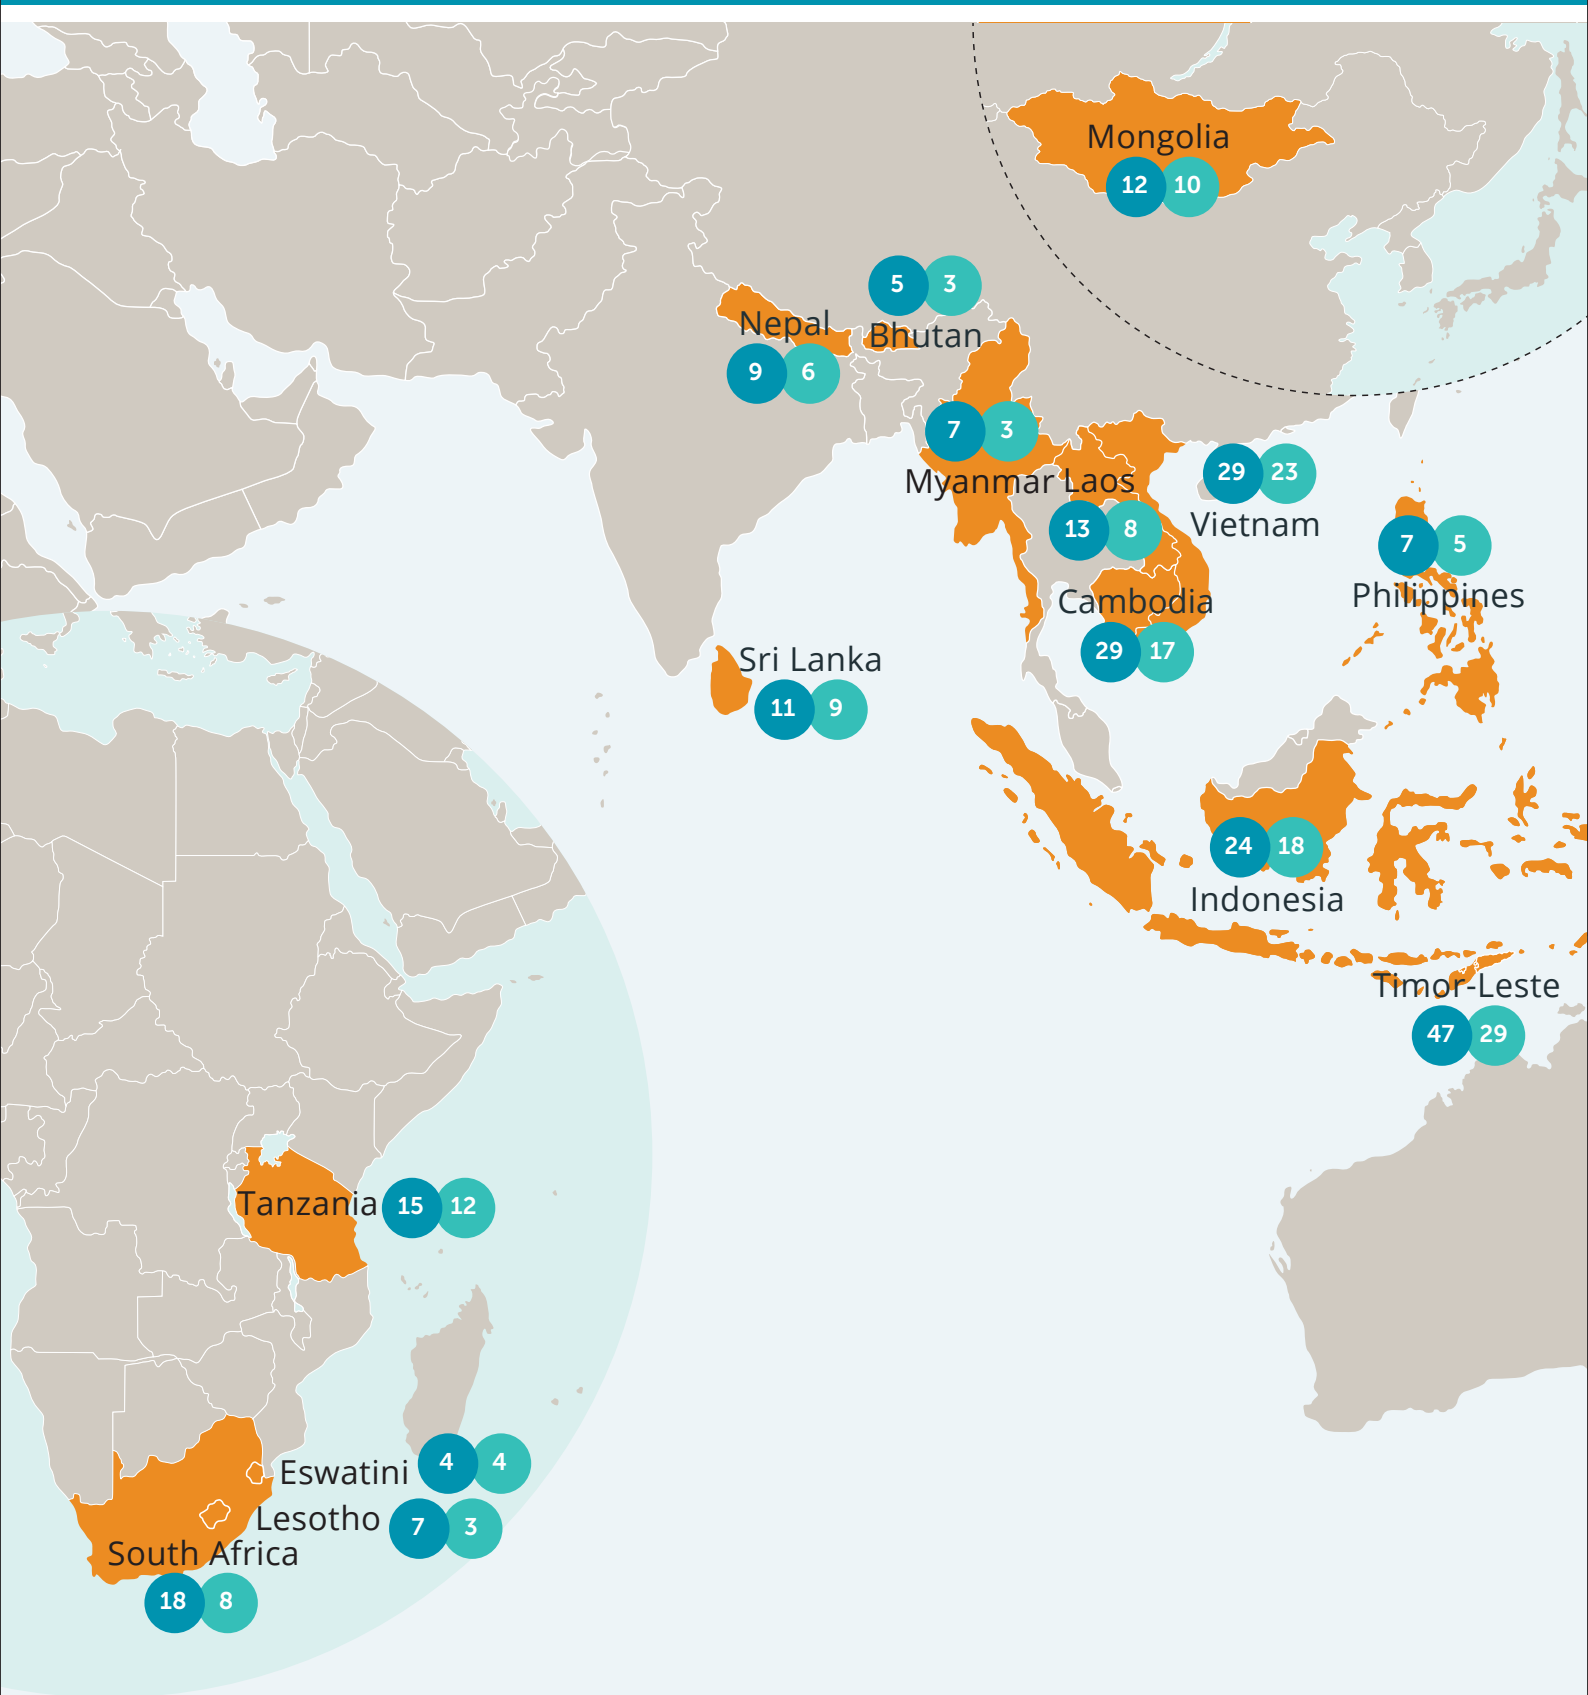 Mongolia
12 10
5 3
Bhutan
Nepal
9 6
7 3
Myanmar
Laos
13 8
29 23
Vietnam
7 5
Philippines
Cambodia
29 17
Sri Lanka
11 9
24 18
Indonesia
Timor-Leste
47 29
Tanzania 15 12
Eswatini 4 4
Lesotho 7 3
South Africa
18 8